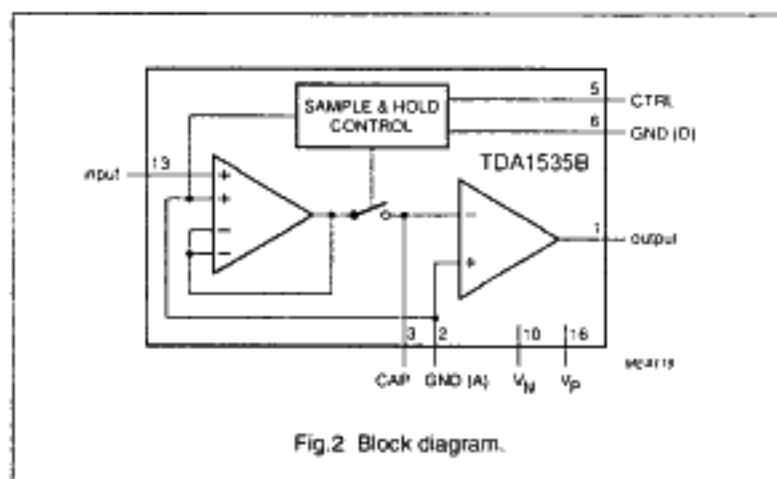 5
CTRL
SAMPLE & HOLD
CONTROL
6
GND (D)
TDA1535B
input
13
+
+
−
−
−
+
1
output
3
2
10
16
CAP
GND (A)
VN
VP
Fig.2 Block diagram.